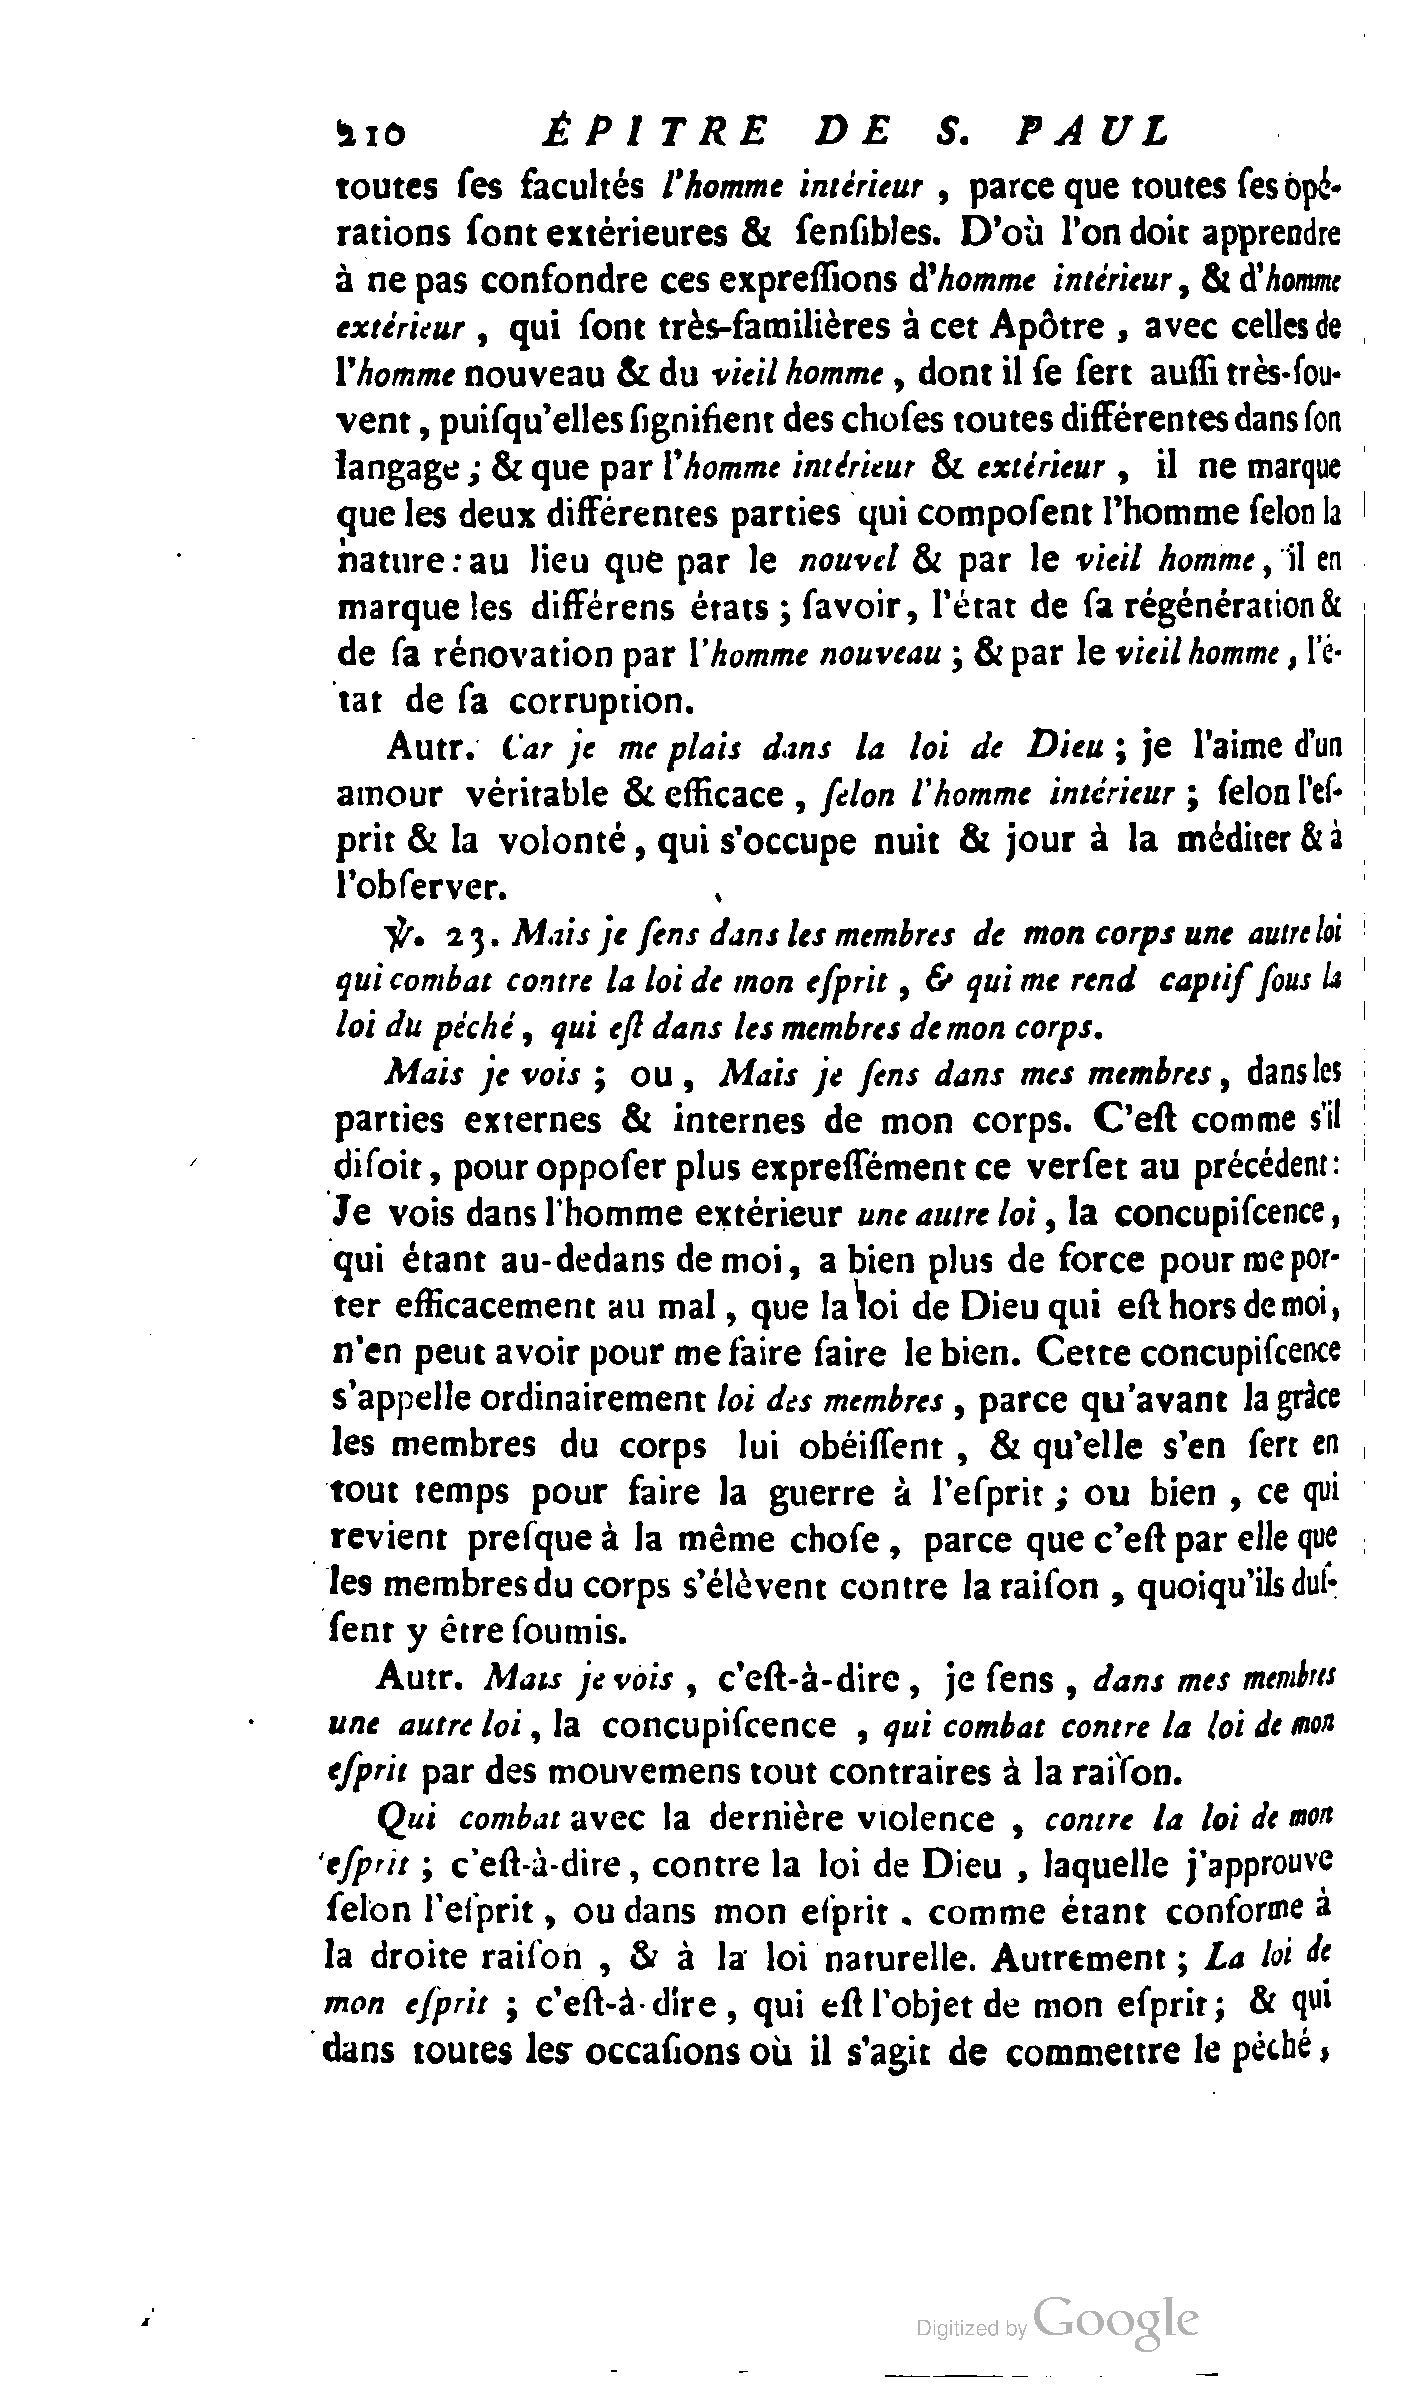 210 ÉPITRE DE S. PAUL
toutes ſes facultés l'homme intérieur , parce que toutes ſes opé-
rations ſont extérieures & ſenſibles. D'où l'on doit apprendre
à ne pas confondre ces expreſſions d'homme intérieur, & d'homme
extérieur , qui ſont très-familières à cet Apôtre , avec celles de
l'homme nouveau & du vieil homme , dont il ſe ſert auſſi très-ſou-
vent , puiſqu'elles ſignifient des choſes toutes différentes dans ſon
langage ; & que par l'homme intérieur & extérieur , il ne marque
que les deux différentes parties qui compoſent l'homme ſelon la
nature : au lieu que par le nouvel & par le vieil homme, il en
marque les différens états ; ſavoir, l'état de ſa régénération &
de ſa rénovation par l'homme nouveau ; & par le vieil homme , l'é-
tat de ſa corruption.
Autr. Car je me plais dans la loi de Dieu ; je l'aime d'un
amour véritable & efficace , ſelon l'homme intérieur ; ſelon l'eſ-
prit & la volonté , qui s'occupe nuit & jour à la méditer & à
l'obſerver.
℣. 23. Mais je ſens dans les membres de mon corps une autre loi
qui combat contre la loi de mon eſprit , & qui me rend captif ſous la
loi du péché , qui eſt dans les membres de mon corps.
Mais je vois ; ou , Mais je ſens dans mes membres , dans les
parties externes & internes de mon corps. C'eſt comme s'il
diſoit, pour oppoſer plus expreſſément ce verſet au précédent :
Je vois dans l'homme extérieur une autre loi , la concupiſcence,
qui étant au-dedans de moi, a bien plus de force pour me por-
ter efficacement au mal , que la loi de Dieu qui eſt hors de moi,
n'en peut avoir pour me faire faire le bien. Cette concupiſcence
s'appelle ordinairement loi des membres , parce qu'avant la grâce
les membres du corps lui obéiſſent , & qu'elle s'en ſert en
tout temps pour faire la guerre à l'eſprit ; ou bien , ce qui
revient preſque à la même choſe , parce que c'eſt par elle que
les membres du corps s'élèvent contre la raiſon , quoiqu'ils duſ-
ſent y être ſoumis.
Autr. Mais je vois , c'eſt-à-dire , je ſens , dans mes membres
une autre loi , la concupiſcence , qui combat contre la loi de mon
eſprit par des mouvemens tout contraires à la raiſon.
Qui combat avec la dernière violence , contre la loi de mon
eſprit ; c'eſt-à-dire , contre la loi de Dieu , laquelle j'approuve
ſelon l'eſprit , ou dans mon eſprit , comme étant conforme à
la droite raiſon , & à la loi naturelle. Autrement ; La loi de
mon eſprit ; c'eſt-à-dire , qui eſt l'objet de mon eſprit ; & qui
dans toutes les occaſions où il s'agit de commettre le péché ,
Digitized by Google